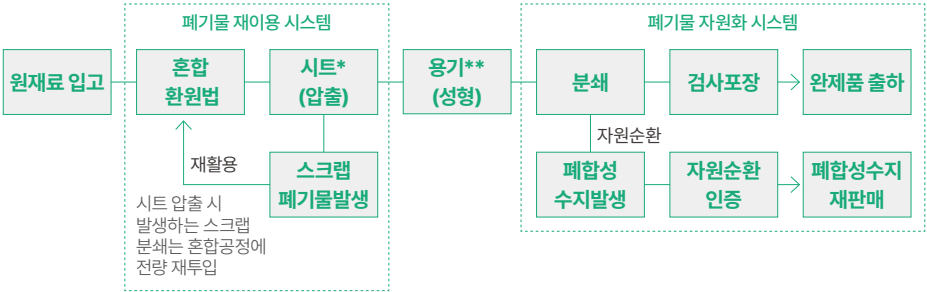 폐기물 재이용 시스템
폐기물 자원화 시스템
원재료 입고
혼합
환원법
시트*
(압출)
용기**
(성형)
분쇄
검사포장
완제품 출하
재활용
스크랩
폐기물발생
자원순환
폐합성
수지발생
자원순환
인증
폐합성수지
재판매
시트 압출 시
발생하는 스크랩
분쇄는 혼합공정에
전량 재투입